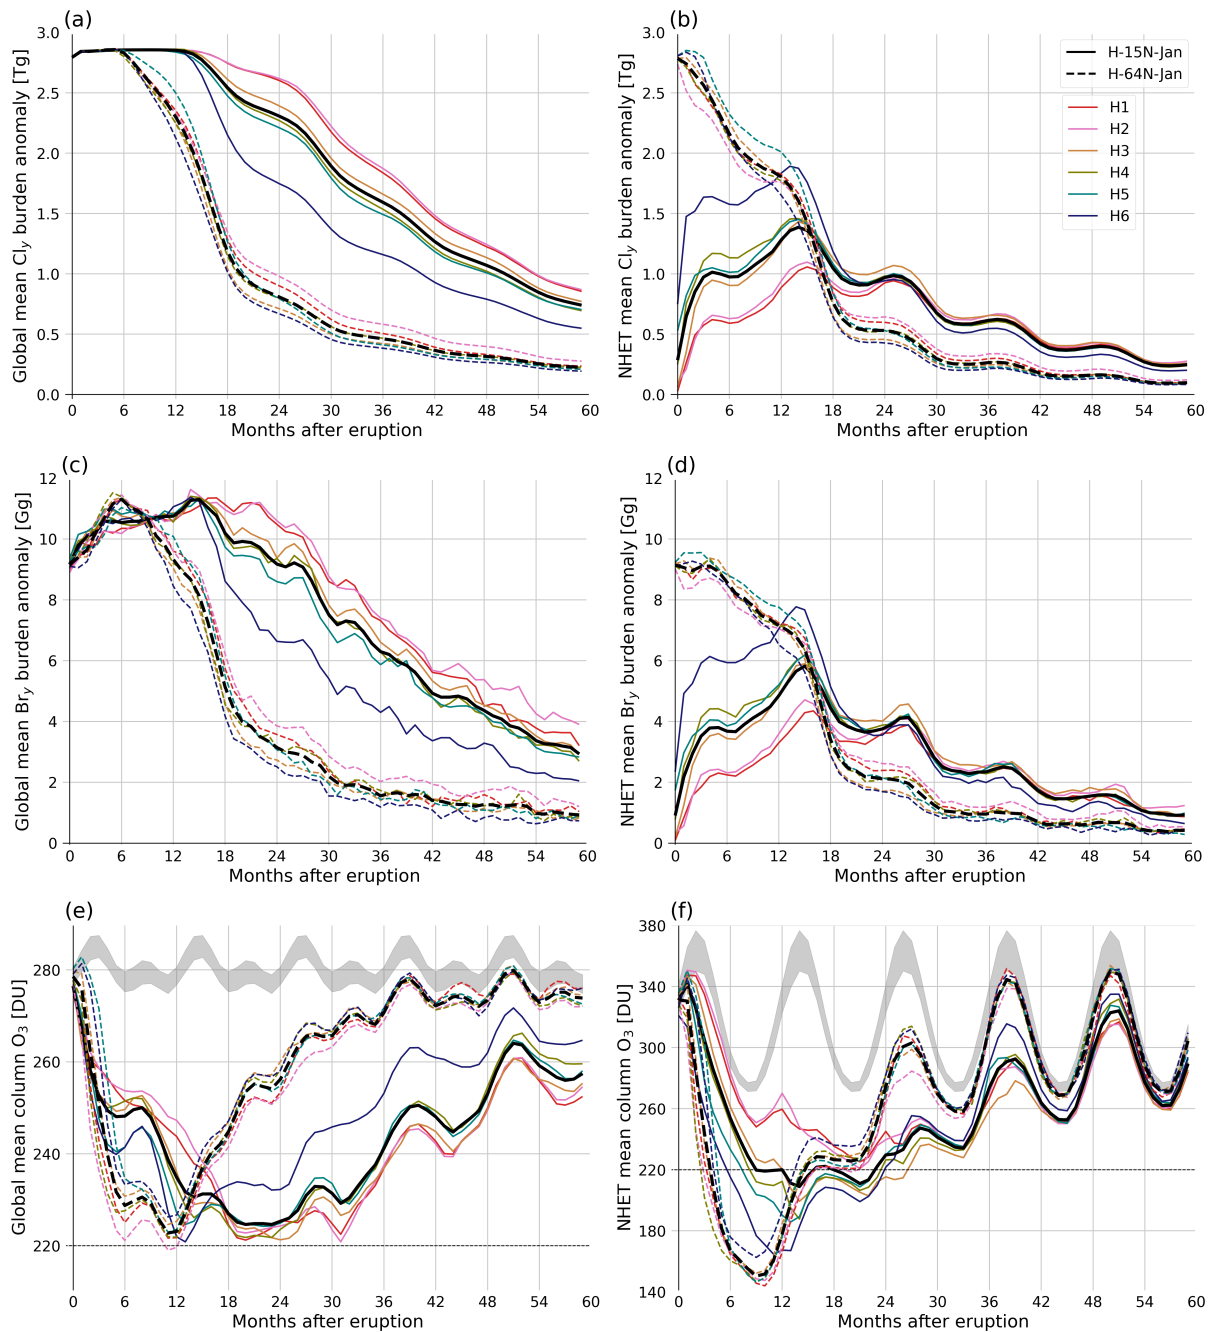 (a)
Global mean Cl_y burden anomaly [Tg]
3.0
2.5
2.0
1.5
1.0
0.5
0.0
0 6 12 18 24 30 36 42 48 54 60
Months after eruption
(b)
NHET mean Cl_y burden anomaly [Tg]
3.0
2.5
2.0
1.5
1.0
0.5
0.0
0 6 12 18 24 30 36 42 48 54 60
Months after eruption
H-15N-Jan
H-64N-Jan
H1
H2
H3
H4
H5
H6
(c)
Global mean Br_y burden anomaly [Gg]
12
10
8
6
4
2
0
0 6 12 18 24 30 36 42 48 54 60
Months after eruption
(d)
NHET mean Br_y burden anomaly [Gg]
12
10
8
6
4
2
0
0 6 12 18 24 30 36 42 48 54 60
Months after eruption
(e)
Global mean column O₃ [DU]
280
260
240
220
0 6 12 18 24 30 36 42 48 54 60
Months after eruption
(f)
NHET mean column O₃ [DU]
380
340
300
260
220
180
140
0 6 12 18 24 30 36 42 48 54 60
Months after eruption